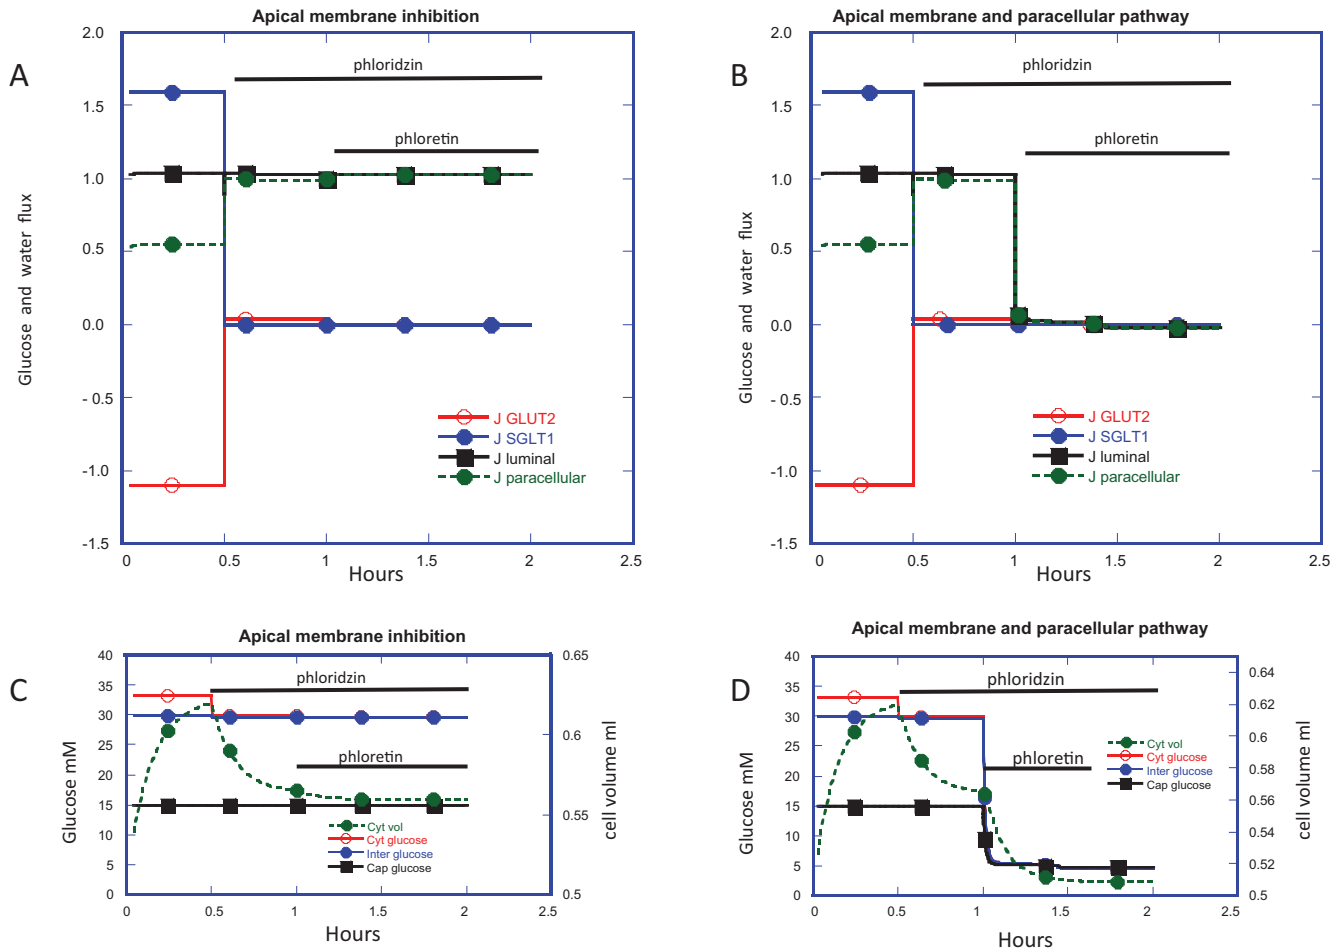 Apical membrane inhibition
A
2.0
1.5
1.0
0.5
0.0
- 0.5
-1.0
-1.5
Glucose and water flux
phloridzin
phloretin
J GLUT2
J SGLT1
J luminal
J paracellular
0 0.5 1 1.5 2 2.5
Hours
Apical membrane and paracellular pathway
B
2.0
1.5
1.0
0.5
0.0
- 0.5
-1.0
-1.5
Glucose and water flux
phloridzin
phloretin
J GLUT2
J SGLT1
J luminal
J paracellular
0 0.5 1 1.5 2 2.5
Hours
Apical membrane inhibition
C
40
35
30
25
20
15
10
5
0
Glucose mM
phloridzin
phloretin
Cyt vol
Cyt glucose
Inter glucose
Cap glucose
0.65
0.61
0.55
0.5
cell volume ml
0 0.5 1 1.5 2 2.5
Hours
Apical membrane and paracellular pathway
D
40
35
30
25
20
15
10
5
0
Glucose mM
phloridzin
phloretin
Cyt vol
Cyt glucose
Inter glucose
Cap glucose
0.64
0.62
0.6
0.58
0.56
0.54
0.52
0.5
cell volume ml
0 0.5 1 1.5 2 2.5
Hours